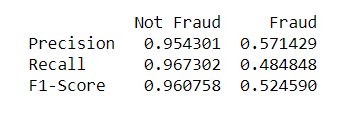 Not Fraud Fraud
Precision 0.954301 0.571429
Recall 0.967302 0.484848
F1-Score 0.960758 0.524590